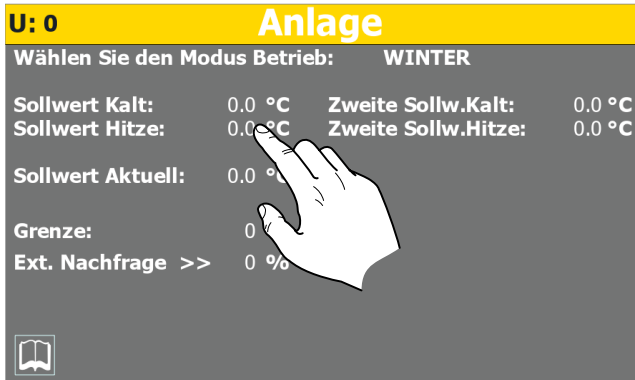 U: 0 Anlage
Wählen Sie den Modus Betrieb: WINTER
Sollwert Kalt: 0.0 °C Zweite Sollw.Kalt: 0.0 °C
Sollwert Hitze: 0.0 °C Zweite Sollw.Hitze: 0.0 °C
Sollwert Aktuell: 0.0 °C
Grenze: 0
Ext. Nachfrage >> 0 %